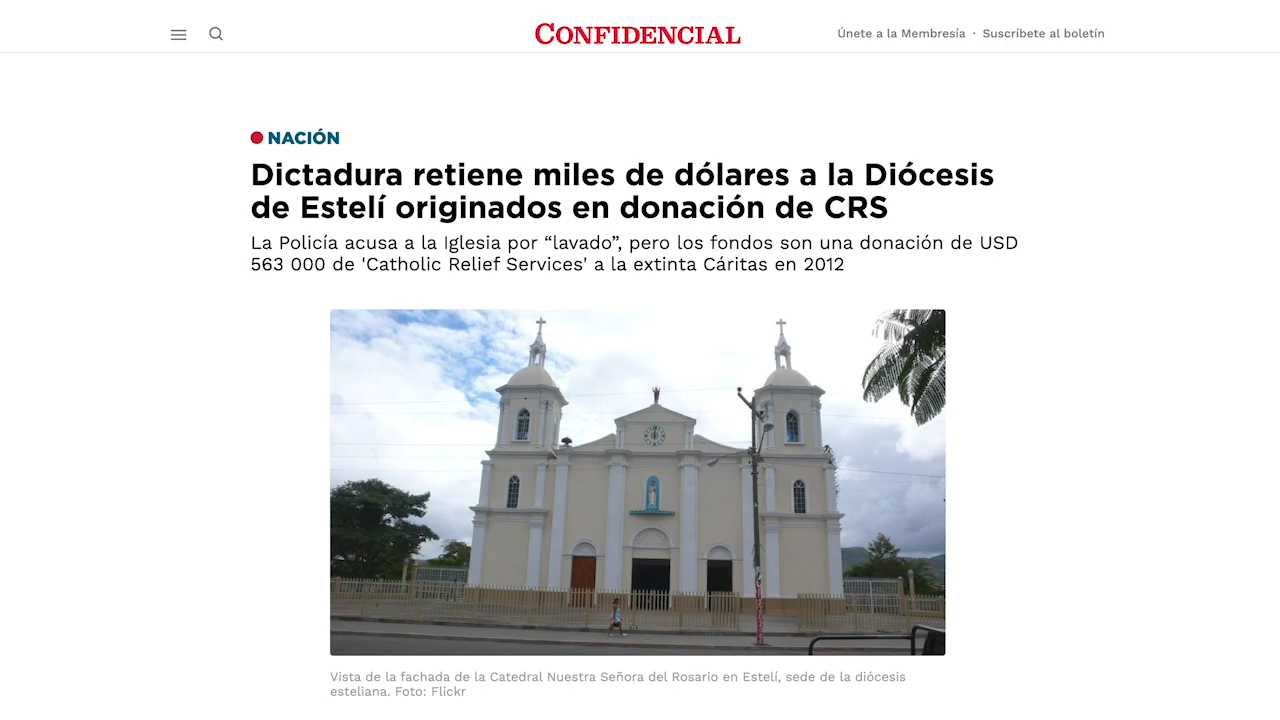 CONFIDENCIAL
Únete a la Membresía · Suscríbete al boletín
NACIÓN
Dictadura retiene miles de dólares a la Diócesis
de Estelí originados en donación de CRS
La Policía acusa a la Iglesia por “lavado”, pero los fondos son una donación de USD
563 000 de 'Catholic Relief Services' a la extinta Cáritas en 2012
Vista de la fachada de la Catedral Nuestra Señora del Rosario en Estelí, sede de la diócesis
esteliana. Foto: Flickr